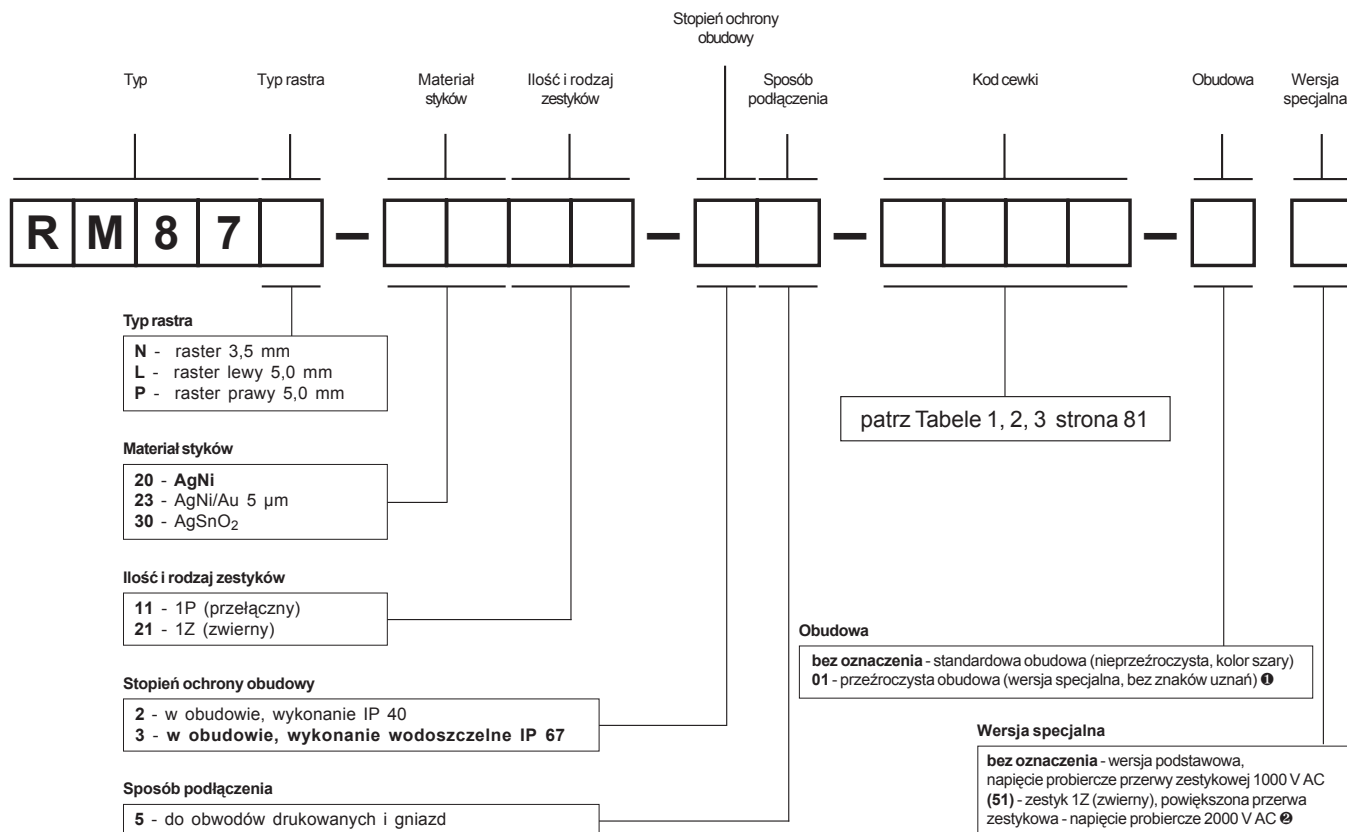 Stopień ochrony
obudowy
Typ
Typ rastra
Materiał
styków
Ilość i rodzaj
zestyków
Sposób
podłączenia
Kod cewki
Obudowa
Wersja
specjalna
R M 8 7 – – – –
Typ rastra
N - raster 3,5 mm
L - raster lewy 5,0 mm
P - raster prawy 5,0 mm
patrz Tabele 1, 2, 3 strona 81
Materiał styków
20 - AgNi
23 - AgNi/Au 5 µm
30 - AgSnO₂
Ilość i rodzaj zestyków
11 - 1P (przełączny)
21 - 1Z (zwierny)
Obudowa
bez oznaczenia - standardowa obudowa (nieprzeźroczysta, kolor szary)
01 - przeźroczysta obudowa (wersja specjalna, bez znaków uznań) ❶
Stopień ochrony obudowy
2 - w obudowie, wykonanie IP 40
3 - w obudowie, wykonanie wodoszczelne IP 67
Wersja specjalna
bez oznaczenia - wersja podstawowa,
napięcie probiercze przerwy zestykowej 1000 V AC
(51) - zestyk 1Z (zwierny), powiększona przerwa
zestykowa - napięcie probiercze 2000 V AC ❷
Sposób podłączenia
5 - do obwodów drukowanych i gniazd